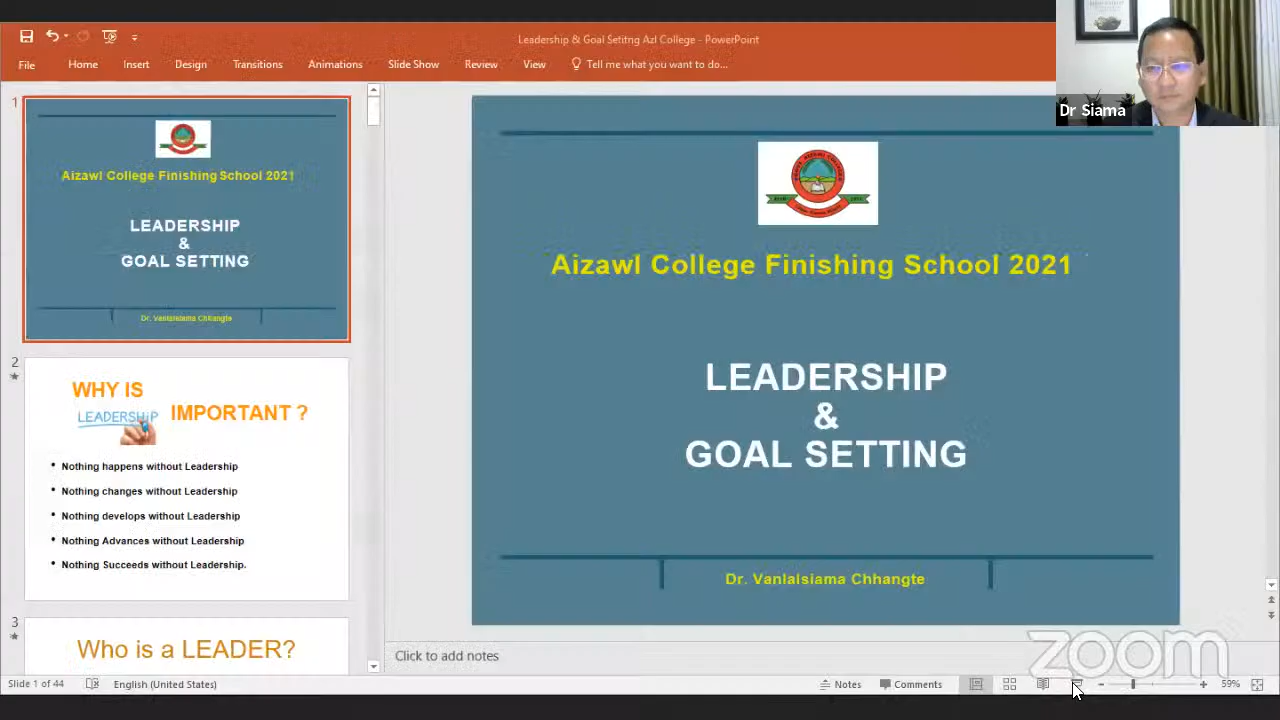 Leadership & Goal Setitng Azl College - PowerPoint
File Home Insert Design Transitions Animations Slide Show Review View Tell me what you want to do...
Dr Siama
1
Aizawl College Finishing School 2021
LEADERSHIP
&
GOAL SETTING
Dr. Vanlalsiama Chhangte
2
WHY IS
LEADERSHIP IMPORTANT ?
• Nothing happens without Leadership
• Nothing changes without Leadership
• Nothing develops without Leadership
• Nothing Advances without Leadership
• Nothing Succeeds without Leadership.
3
Who is a LEADER?
Aizawl College Finishing School 2021
LEADERSHIP
&
GOAL SETTING
Dr. Vanlalsiama Chhangte
Click to add notes
zoom
Slide 1 of 44 English (United States) Notes Comments 59%